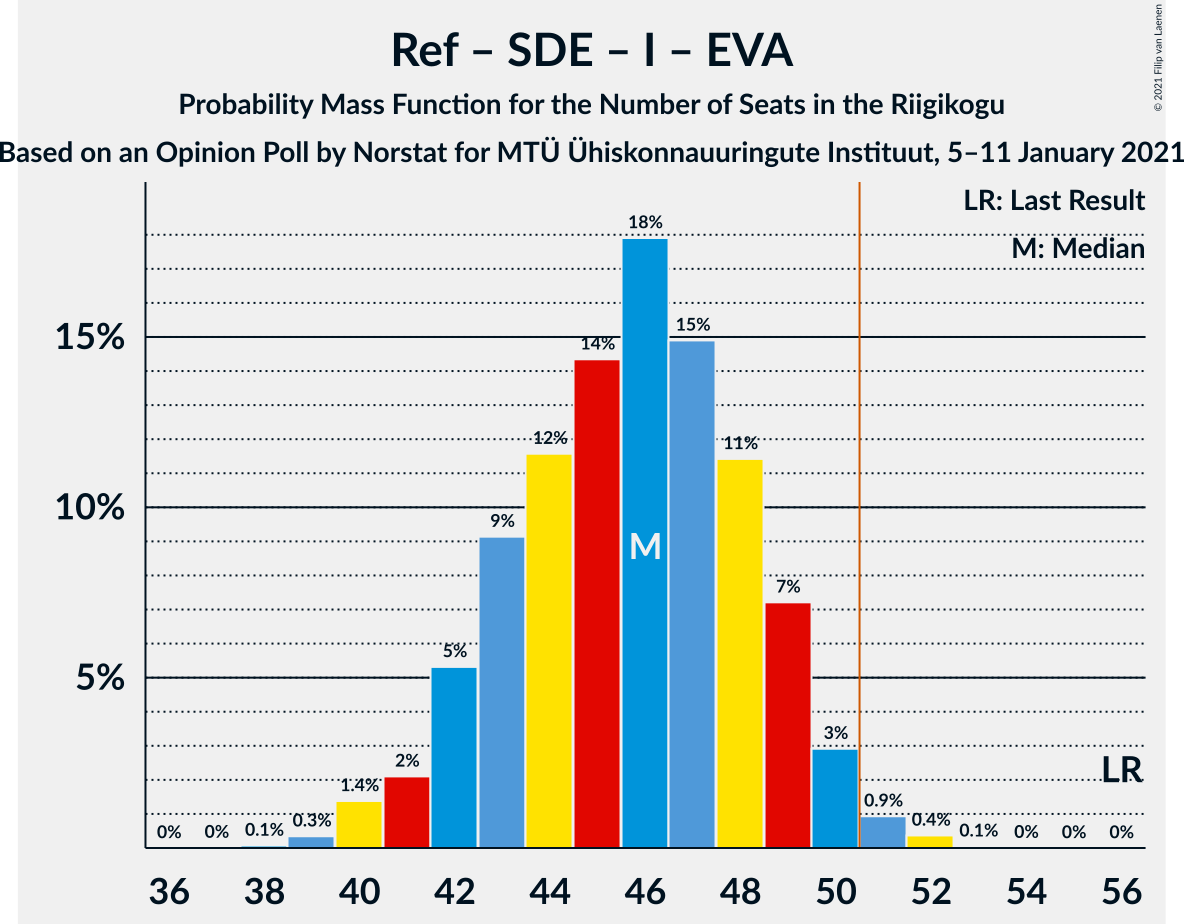 Ref – SDE – I – EVA
Probability Mass Function for the Number of Seats in the Riigikogu
Based on an Opinion Poll by Norstat for MTÜ Ühiskonnauuringute Instituut, 5–11 January 2021
© 2021 Filip van Laenen
LR: Last Result
M: Median
18%
15%
15%
14%
12%
11%
10%
9%
M
7%
5%
5%
3%
2%
LR
1.4%
0.9%
0% 0% 0.1% 0.3% 0.4% 0.1% 0% 0% 0%
36 38 40 42 44 46 48 50 52 54 56